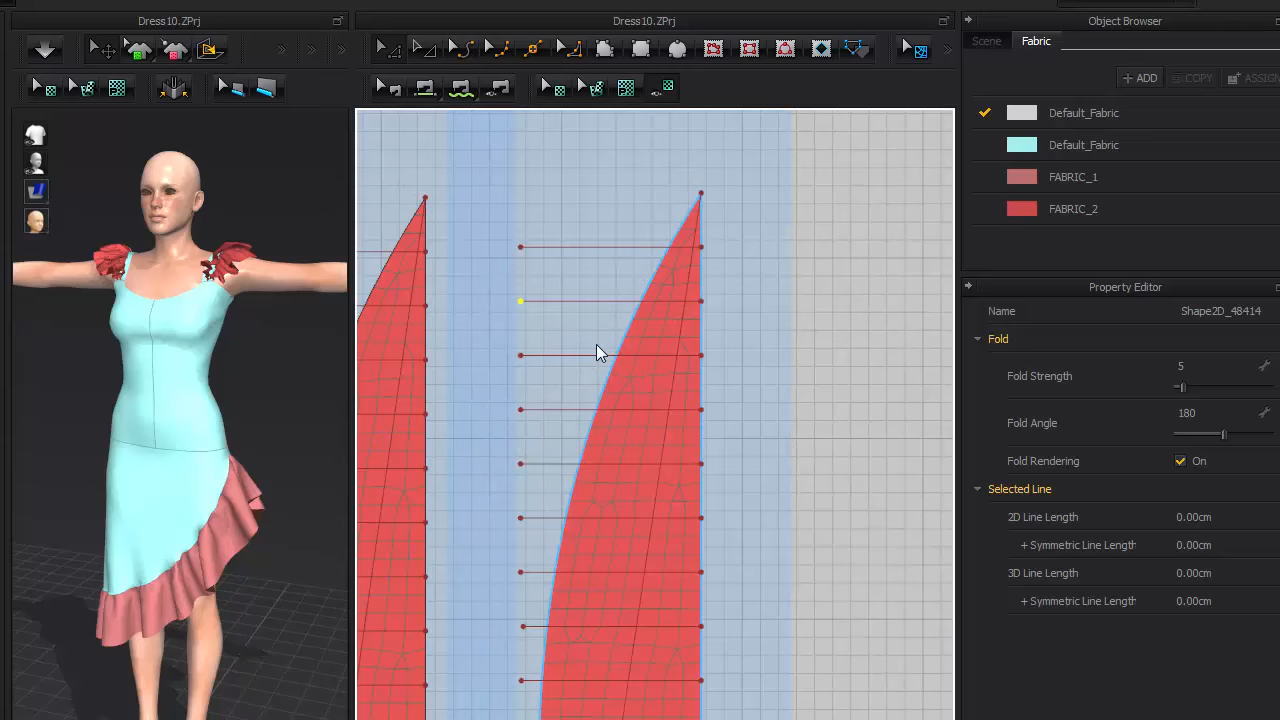 Dress10.ZPrj
Dress10.ZPrj
Object Browser
Scene
Fabric
+ ADD
COPY
ASSIGN
Default_Fabric
Default_Fabric
FABRIC_1
FABRIC_2
Property Editor
Name
Shape2D_48414
Fold
Fold Strength
5
Fold Angle
180
Fold Rendering
On
Selected Line
2D Line Length
0.00cm
+ Symmetric Line Length
0.00cm
3D Line Length
0.00cm
+ Symmetric Line Length
0.00cm